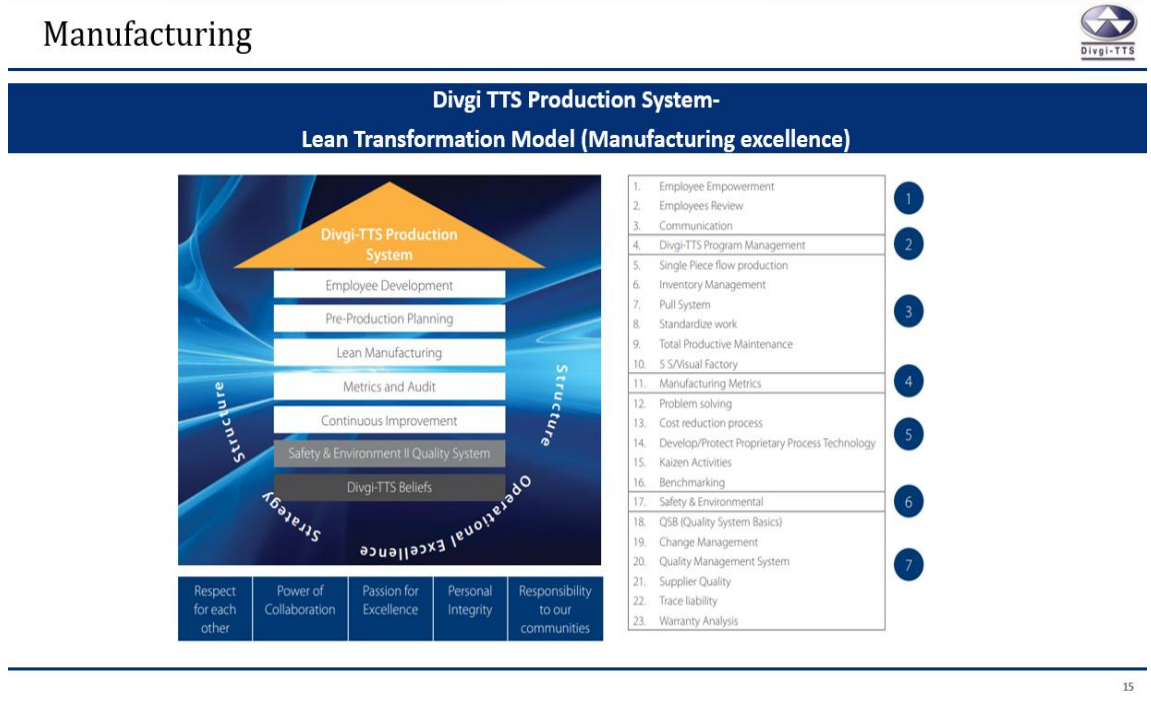 Manufacturing
Divgi-TTS
Divgi TTS Production System-
Lean Transformation Model (Manufacturing excellence)
Divgi-TTS Production
System
Employee Development
Pre-Production Planning
Lean Manufacturing
Metrics and Audit
Continuous Improvement
Safety & Environment II Quality System
Divgi-TTS Beliefs
Structure
Strategy
Operational Excellence
Structure
Respect
for each
other
Power of
Collaboration
Passion for
Excellence
Personal
Integrity
Responsibility
to our
communities
1. Employee Empowerment
2. Employees Review
3. Communication
1
4. Divgi-TTS Program Management
2
5. Single Piece flow production
6. Inventory Management
7. Pull System
8. Standardize work
9. Total Productive Maintenance
10. 5 S/Visual Factory
3
11. Manufacturing Metrics
4
12. Problem solving
13. Cost reduction process
14. Develop/Protect Proprietary Process Technology
15. Kaizen Activities
16. Benchmarking
5
17. Safety & Environmental
6
18. QSB (Quality System Basics)
19. Change Management
20. Quality Management System
21. Supplier Quality
22. Trace liability
23. Warranty Analysis
7
15